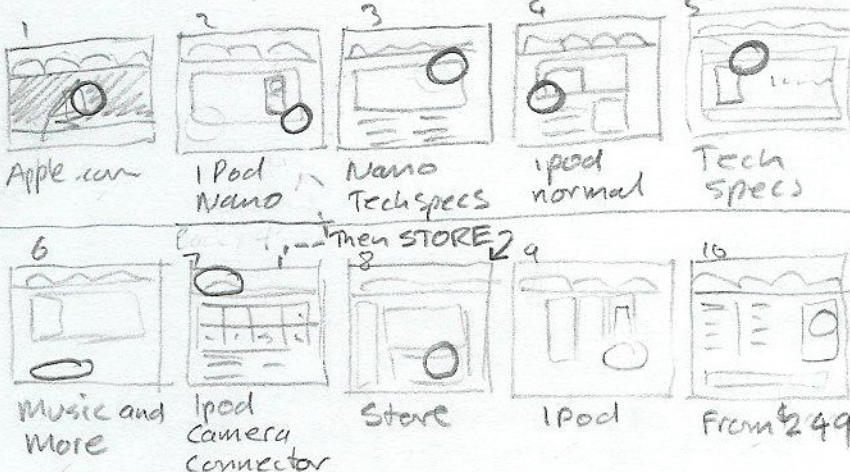 1
2
3
4
5
Apple.com
IPod
Nano
Nano
Techspecs
ipod
normal
Tech
Specs
Then STORE
6
7
8
9
10
Music and
More
Ipod
Camera
Connector
Store
IPod
From $249